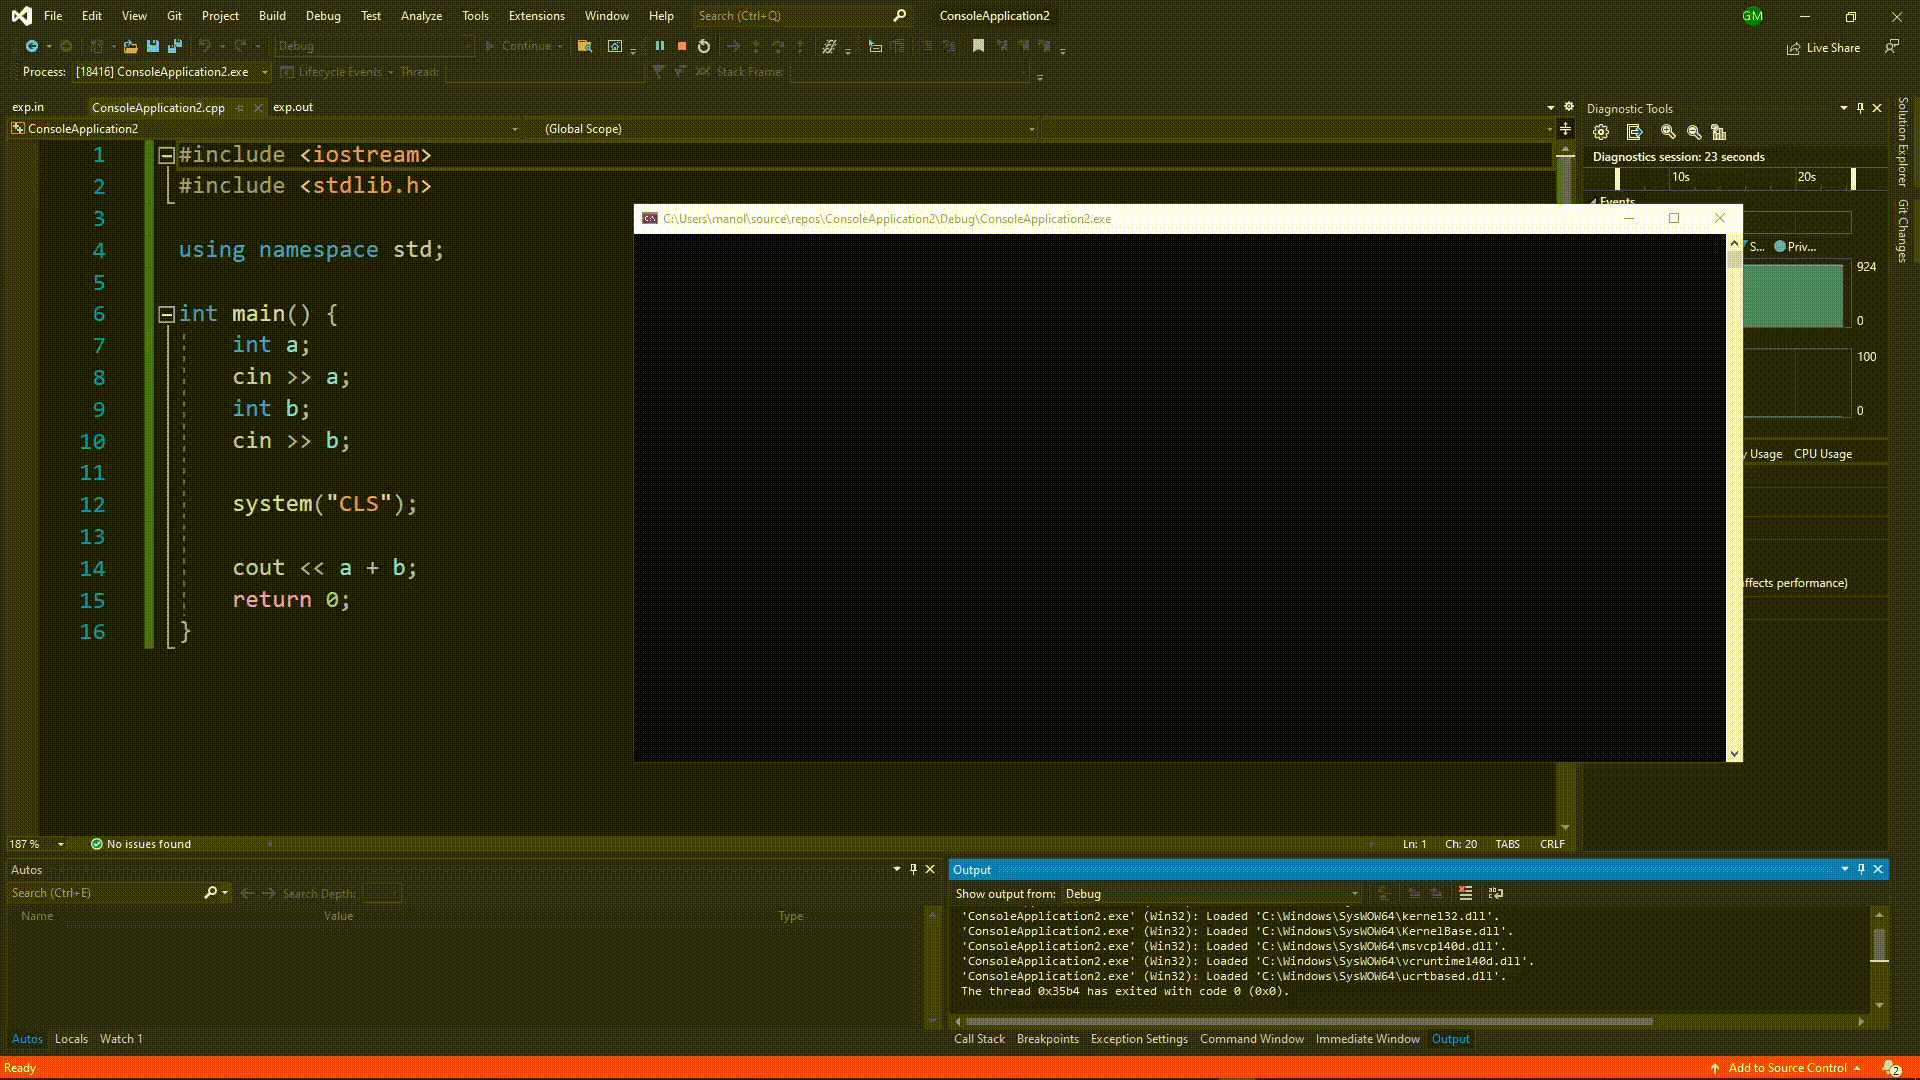 File Edit View Git Project Build Debug Test Analyze Tools Extensions Window Help Search (Ctrl+Q) ConsoleApplication2 GM
Debug Continue Live Share
Process: [18416] ConsoleApplication2.exe Lifecycle Events Thread: Stack Frame:
exp.in ConsoleApplication2.cpp exp.out
ConsoleApplication2 (Global Scope)
1 #include <iostream>
2 #include <stdlib.h>
3
4 using namespace std;
5
6 int main() {
7 int a;
8 cin >> a;
9 int b;
10 cin >> b;
11
12 system("CLS");
13
14 cout << a + b;
15 return 0;
16 }
C:\Users\manol\source\repos\ConsoleApplication2\Debug\ConsoleApplication2.exe
Diagnostic Tools
Diagnostics session: 23 seconds
10s 20s
Events
S... Priv...
924
0
100
0
y Usage CPU Usage
ffects performance)
Solution Explorer
Git Changes
187 % No issues found Ln: 1 Ch: 20 TABS CRLF
Autos
Search (Ctrl+E) Search Depth:
Name Value Type
Autos Locals Watch 1
Output
Show output from: Debug
'ConsoleApplication2.exe' (Win32): Loaded 'C:\Windows\SysWOW64\kernel32.dll'.
'ConsoleApplication2.exe' (Win32): Loaded 'C:\Windows\SysWOW64\KernelBase.dll'.
'ConsoleApplication2.exe' (Win32): Loaded 'C:\Windows\SysWOW64\msvcp140d.dll'.
'ConsoleApplication2.exe' (Win32): Loaded 'C:\Windows\SysWOW64\vcruntime140d.dll'.
'ConsoleApplication2.exe' (Win32): Loaded 'C:\Windows\SysWOW64\ucrtbased.dll'.
The thread 0x35b4 has exited with code 0 (0x0).
Call Stack Breakpoints Exception Settings Command Window Immediate Window Output
Ready Add to Source Control 2